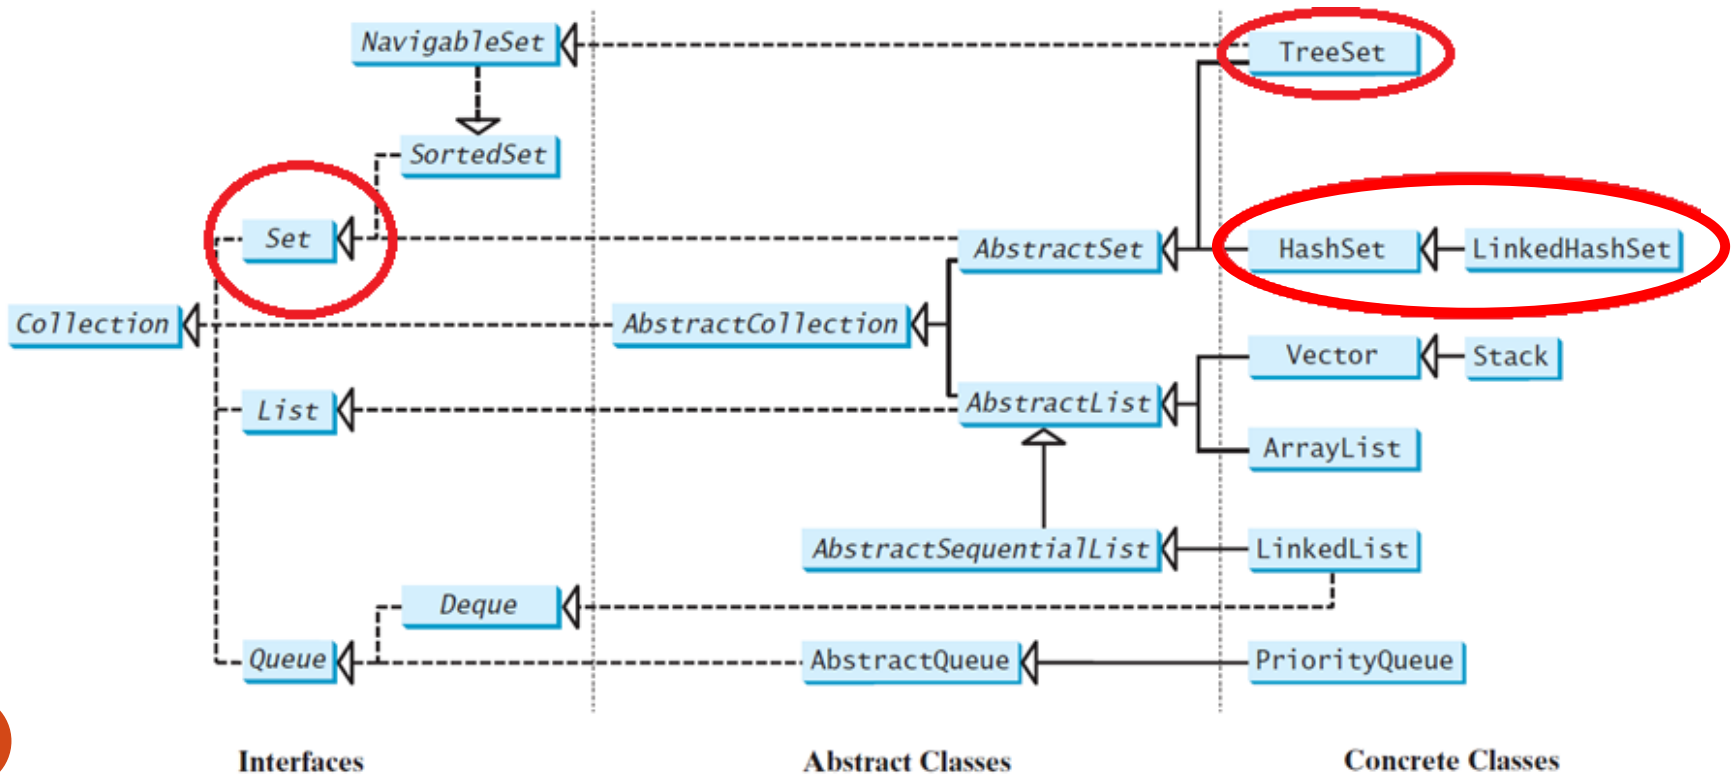 NavigableSet
TreeSet
SortedSet
Set
AbstractSet
HashSet
LinkedHashSet
Collection
AbstractCollection
Vector
Stack
List
AbstractList
ArrayList
AbstractSequentialList
LinkedList
Deque
Queue
AbstractQueue
PriorityQueue
Interfaces
Abstract Classes
Concrete Classes